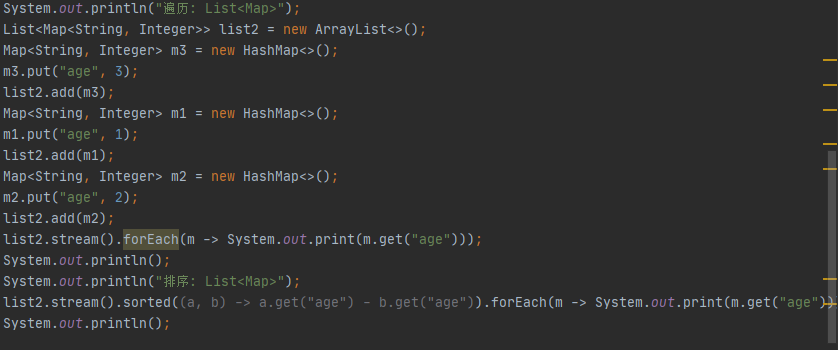 System.out.println("遍历: List<Map>");
List<Map<String, Integer>> list2 = new ArrayList<>();
Map<String, Integer> m3 = new HashMap<>();
m3.put("age", 3);
list2.add(m3);
Map<String, Integer> m1 = new HashMap<>();
m1.put("age", 1);
list2.add(m1);
Map<String, Integer> m2 = new HashMap<>();
m2.put("age", 2);
list2.add(m2);
list2.stream().forEach(m -> System.out.print(m.get("age")));
System.out.println();
System.out.println("排序: List<Map>");
list2.stream().sorted((a, b) -> a.get("age") - b.get("age")).forEach(m -> System.out.print(m.get("age"))
System.out.println();